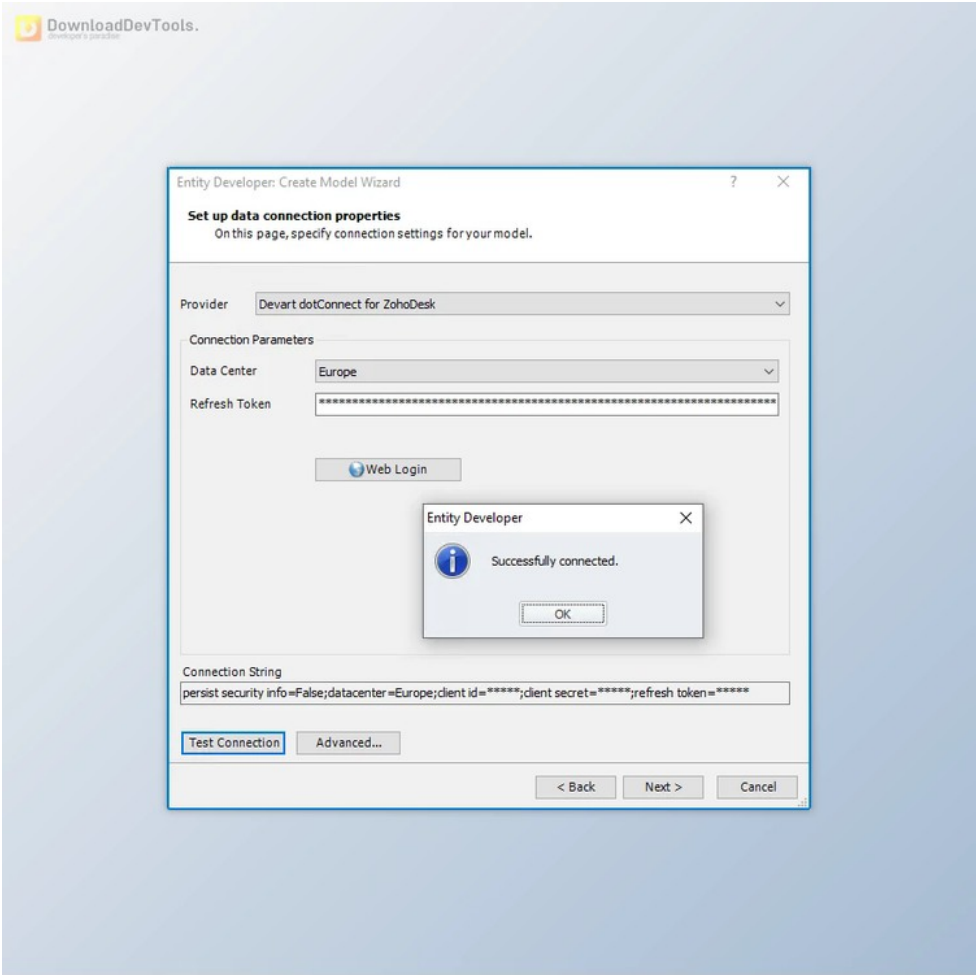 DownloadDevTools.
developer's paradise
Entity Developer: Create Model Wizard
?
Set up data connection properties
On this page, specify connection settings for your model.
Provider
Devart dotConnect for ZohoDesk
Connection Parameters
Data Center
Europe
Refresh Token
*********************************************************************
Web Login
Entity Developer
i
Successfully connected.
OK
Connection String
persist security info=False;datacenter=Europe;client id=*****;client secret=*****;refresh token=*****
Test Connection
Advanced...
< Back
Next >
Cancel